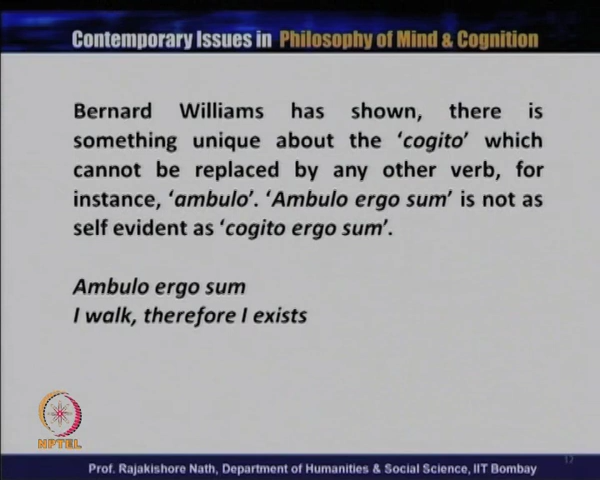 Contemporary Issues in Philosophy of Mind & Cognition
Bernard Williams has shown, there is
something unique about the ‘cogito’ which
cannot be replaced by any other verb, for
instance, ‘ambulo’. ‘Ambulo ergo sum’ is not as
self evident as ‘cogito ergo sum’.
Ambulo ergo sum
I walk, therefore I exists
NPTEL
17
Prof. Rajakishore Nath, Department of Humanities & Social Science, IIT Bombay